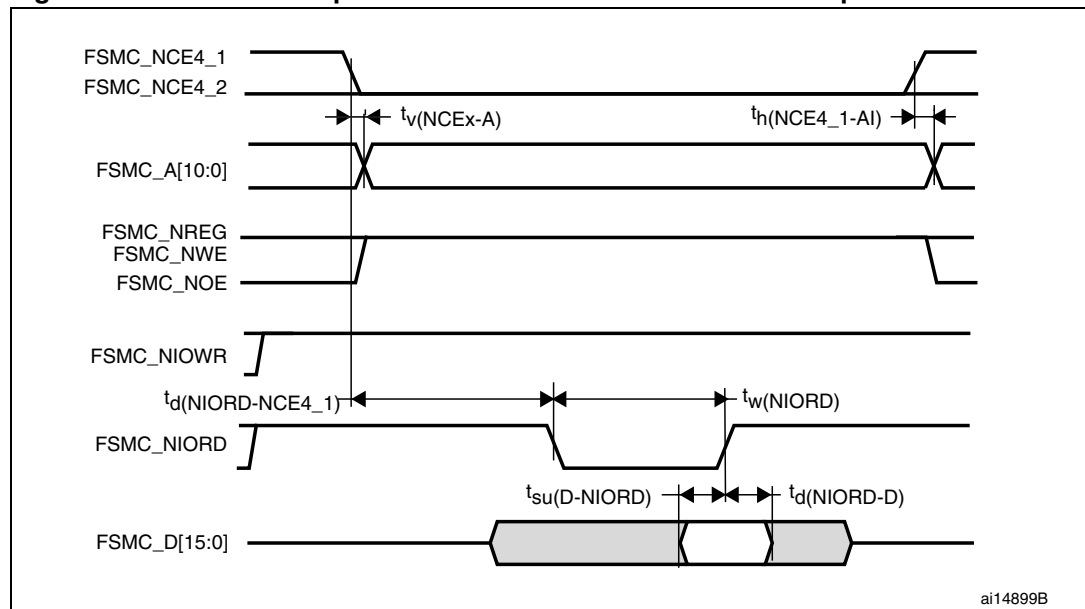 FSMC_NCE4_1
FSMC_NCE4_2
tv(NCEx-A)
th(NCE4_1-AI)
FSMC_A[10:0]
FSMC_NREG
FSMC_NWE
FSMC_NOE
FSMC_NIOWR
td(NIORD-NCE4_1)
tw(NIORD)
FSMC_NIORD
tsu(D-NIORD)
td(NIORD-D)
FSMC_D[15:0]
ai14899B